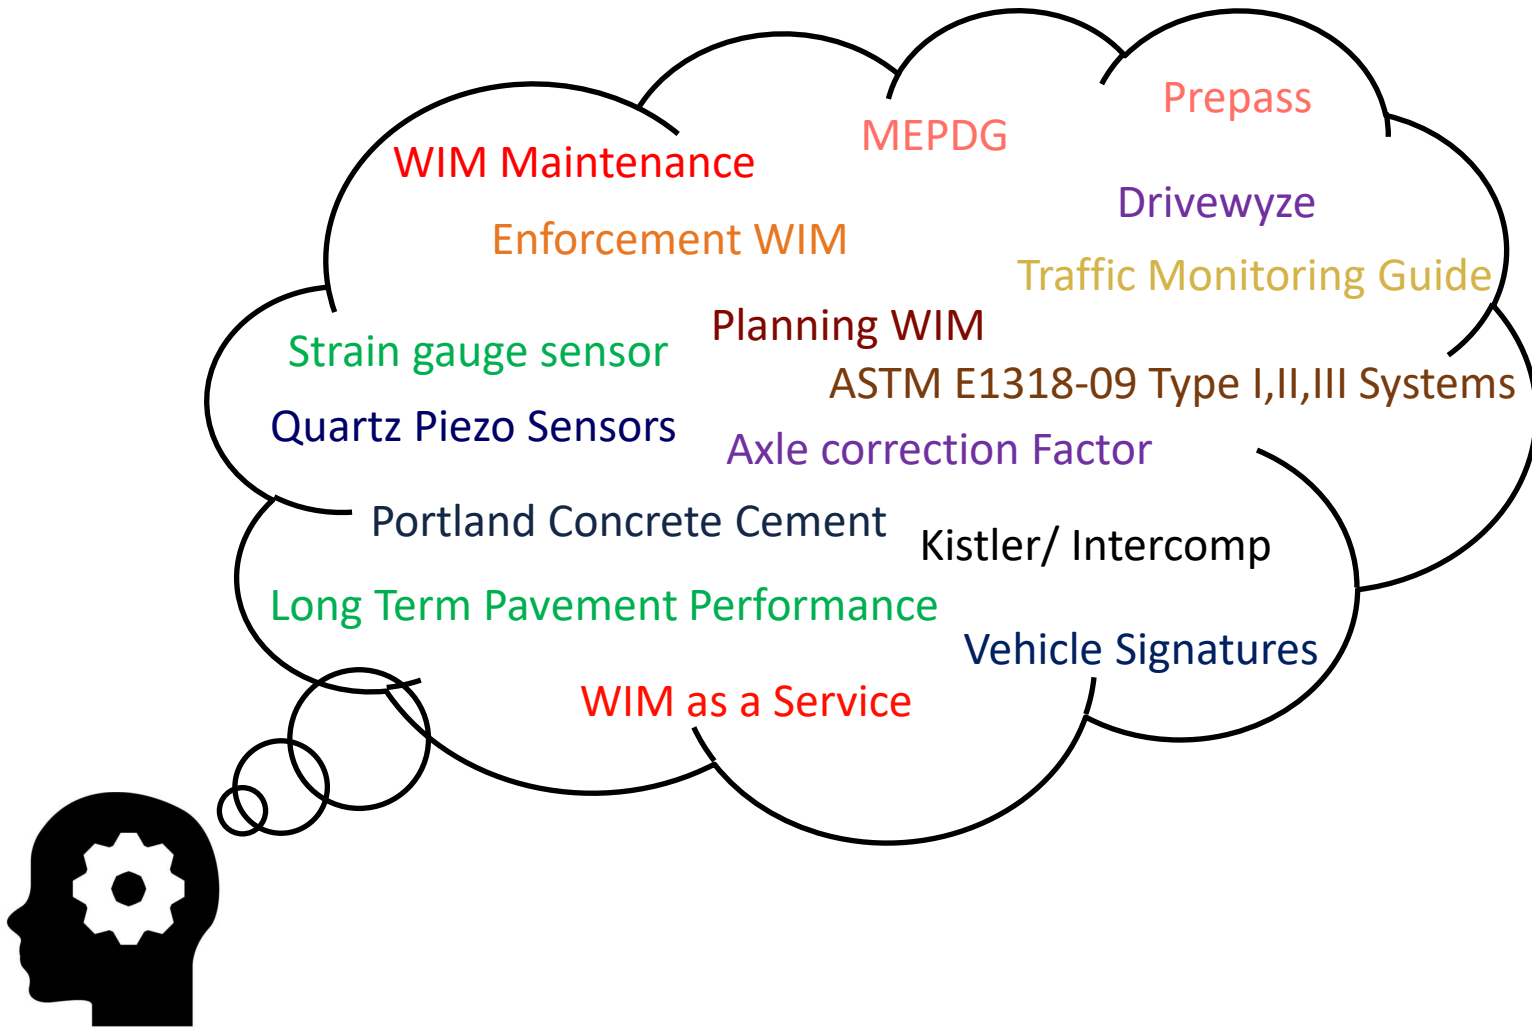 Prepass
MEPDG
WIM Maintenance
Drivewyze
Enforcement WIM
Traffic Monitoring Guide
Planning WIM
Strain gauge sensor
ASTM E1318-09 Type I,II,III Systems
Quartz Piezo Sensors
Axle correction Factor
Portland Concrete Cement
Kistler/ Intercomp
Long Term Pavement Performance
Vehicle Signatures
WIM as a Service